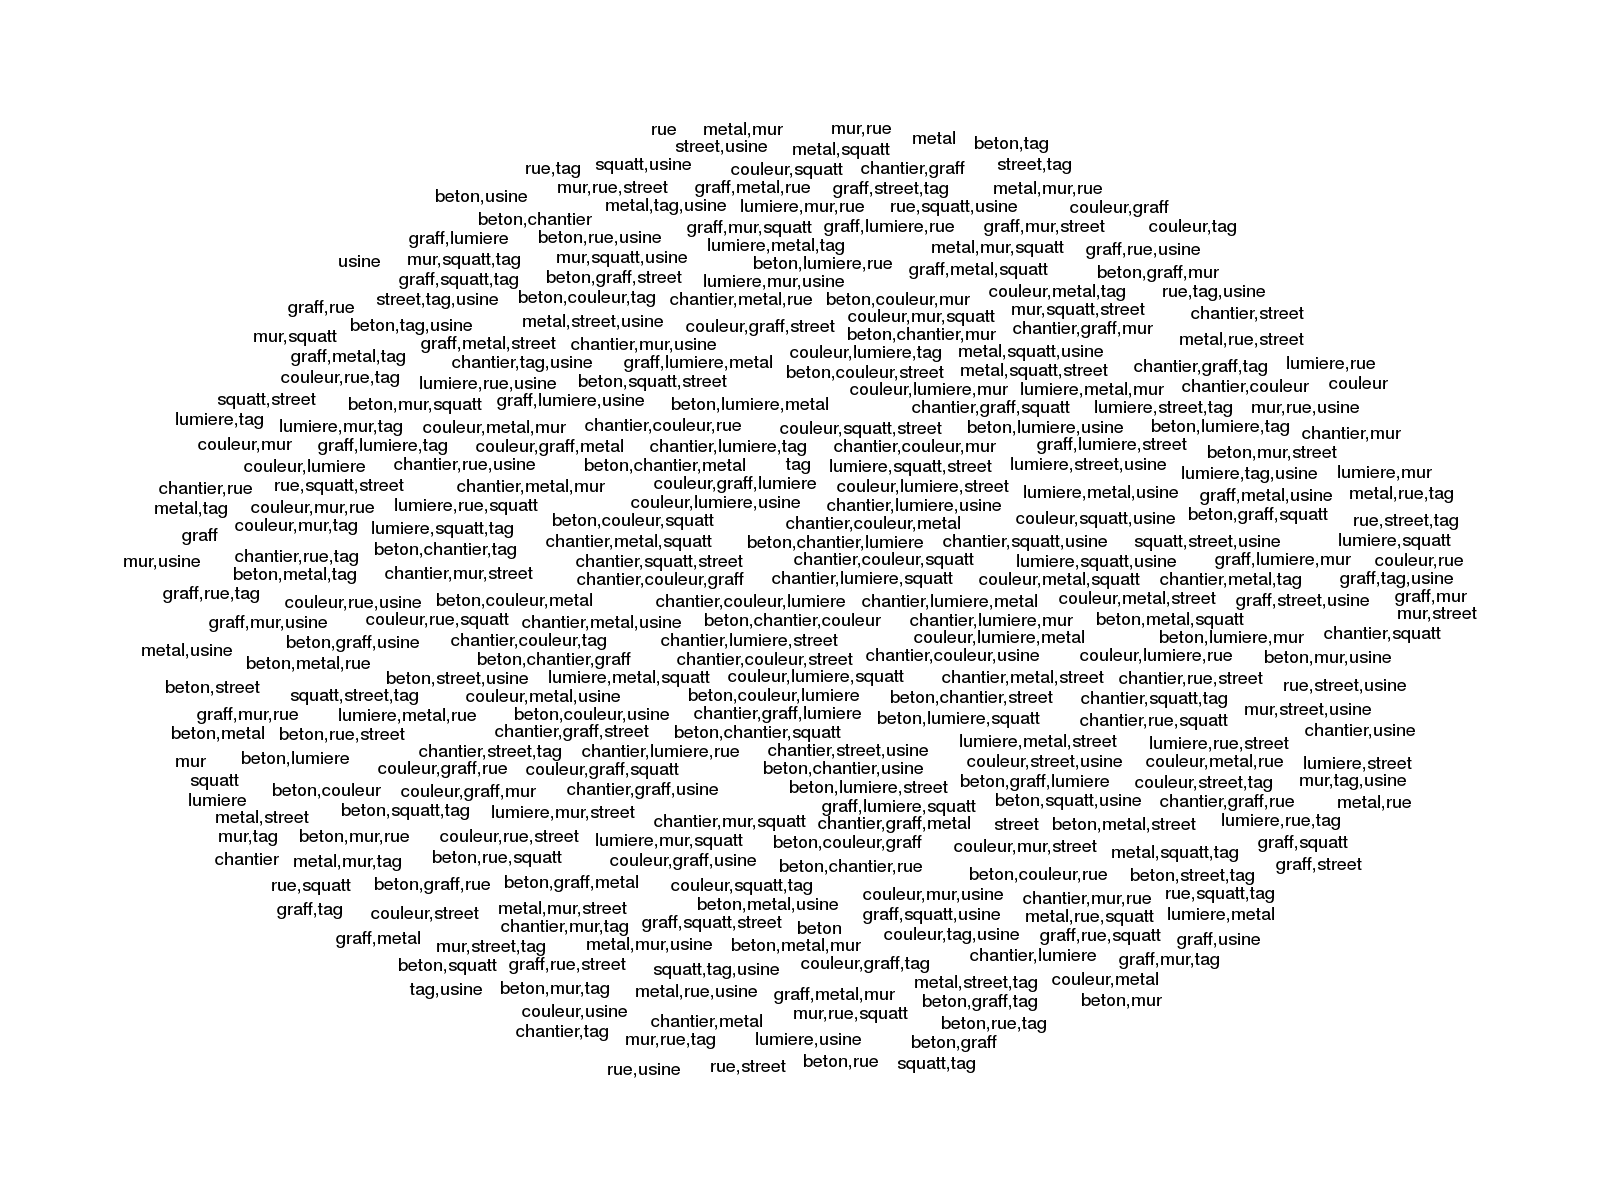 rue metal,mur mur,rue metal beton,tag
street,usine metal,squatt
rue,tag squatt,usine couleur,squatt chantier,graff street,tag
beton,usine mur,rue,street graff,metal,rue graff,street,tag metal,mur,rue
metal,tag,usine lumiere,mur,rue rue,squatt,usine couleur,graff
beton,chantier graff,mur,squatt graff,lumiere,rue graff,mur,street couleur,tag
graff,lumiere beton,rue,usine lumiere,metal,tag metal,mur,squatt graff,rue,usine
usine mur,squatt,tag mur,squatt,usine beton,lumiere,rue graff,metal,squatt beton,graff,mur
graff,squatt,tag beton,graff,street lumiere,mur,usine
street,tag,usine beton,couleur,tag chantier,metal,rue beton,couleur,mur couleur,metal,tag rue,tag,usine
graff,rue couleur,mur,squatt mur,squatt,street chantier,street
beton,tag,usine metal,street,usine couleur,graff,street beton,chantier,mur chantier,graff,mur
mur,squatt graff,metal,street chantier,mur,usine metal,rue,street
graff,metal,tag chantier,tag,usine graff,lumiere,metal couleur,lumiere,tag metal,squatt,usine
couleur,rue,tag lumiere,rue,usine beton,squatt,street beton,couleur,street metal,squatt,street chantier,graff,tag lumiere,rue
couleur,lumiere,mur lumiere,metal,mur chantier,couleur couleur
squatt,street beton,mur,squatt graff,lumiere,usine beton,lumiere,metal chantier,graff,squatt lumiere,street,tag mur,rue,usine
lumiere,tag lumiere,mur,tag couleur,metal,mur chantier,couleur,rue couleur,squatt,street beton,lumiere,usine beton,lumiere,tag chantier,mur
couleur,mur graff,lumiere,tag couleur,graff,metal chantier,lumiere,tag chantier,couleur,mur graff,lumiere,street beton,mur,street
couleur,lumiere chantier,rue,usine beton,chantier,metal tag lumiere,squatt,street lumiere,street,usine lumiere,tag,usine lumiere,mur
chantier,rue rue,squatt,street chantier,metal,mur couleur,graff,lumiere couleur,lumiere,street lumiere,metal,usine graff,metal,usine metal,rue,tag
metal,tag couleur,mur,rue lumiere,rue,squatt couleur,lumiere,usine chantier,lumiere,usine
graff couleur,mur,tag lumiere,squatt,tag beton,couleur,squatt chantier,couleur,metal couleur,squatt,usine beton,graff,squatt rue,street,tag
chantier,metal,squatt beton,chantier,lumiere chantier,squatt,usine squatt,street,usine lumiere,squatt
mur,usine chantier,rue,tag beton,chantier,tag chantier,squatt,street chantier,couleur,squatt lumiere,squatt,usine graff,lumiere,mur couleur,rue
beton,metal,tag chantier,mur,street chantier,couleur,graff chantier,lumiere,squatt couleur,metal,squatt chantier,metal,tag graff,tag,usine
graff,rue,tag couleur,rue,usine beton,couleur,metal chantier,couleur,lumiere chantier,lumiere,metal couleur,metal,street graff,street,usine graff,mur
graff,mur,usine couleur,rue,squatt chantier,metal,usine beton,chantier,couleur chantier,lumiere,mur beton,metal,squatt mur,street
metal,usine beton,graff,usine chantier,couleur,tag chantier,lumiere,street couleur,lumiere,metal beton,lumiere,mur chantier,squatt
beton,metal,rue beton,chantier,graff chantier,couleur,street chantier,couleur,usine couleur,lumiere,rue beton,mur,usine
beton,street beton,street,usine lumiere,metal,squatt couleur,lumiere,squatt chantier,metal,street chantier,rue,street rue,street,usine
squatt,street,tag couleur,metal,usine beton,couleur,lumiere beton,chantier,street chantier,squatt,tag
graff,mur,rue lumiere,metal,rue beton,couleur,usine chantier,graff,lumiere beton,lumiere,squatt chantier,rue,squatt mur,street,usine
beton,metal beton,rue,street chantier,graff,street beton,chantier,squatt chantier,usine
chantier,street,tag chantier,lumiere,rue chantier,street,usine lumiere,metal,street lumiere,rue,street
mur beton,lumiere couleur,graff,rue couleur,graff,squatt beton,chantier,usine couleur,street,usine couleur,metal,rue lumiere,street
squatt beton,couleur couleur,graff,mur chantier,graff,usine beton,lumiere,street beton,graff,lumiere couleur,street,tag mur,tag,usine
lumiere beton,squatt,tag lumiere,mur,street graff,lumiere,squatt beton,squatt,usine chantier,graff,rue metal,rue
metal,street chantier,mur,squatt chantier,graff,metal street beton,metal,street lumiere,rue,tag
mur,tag beton,mur,rue couleur,rue,street lumiere,mur,squatt beton,couleur,graff couleur,mur,street metal,squatt,tag graff,squatt
chantier metal,mur,tag beton,rue,squatt couleur,graff,usine beton,chantier,rue beton,couleur,rue beton,street,tag graff,street
rue,squatt beton,graff,rue beton,graff,metal couleur,squatt,tag couleur,mur,usine chantier,mur,rue rue,squatt,tag
graff,tag couleur,street metal,mur,street beton,metal,usine graff,squatt,usine metal,rue,squatt lumiere,metal
chantier,mur,tag graff,squatt,street beton couleur,tag,usine graff,rue,squatt graff,usine
graff,metal mur,street,tag metal,mur,usine beton,metal,mur chantier,lumiere graff,mur,tag
beton,squatt graff,rue,street squatt,tag,usine couleur,graff,tag
tag,usine beton,mur,tag metal,rue,usine graff,metal,mur metal,street,tag couleur,metal
beton,graff,tag beton,mur
couleur,usine chantier,metal mur,rue,squatt beton,rue,tag
chantier,tag mur,rue,tag lumiere,usine beton,graff
rue,usine rue,street beton,rue squatt,tag